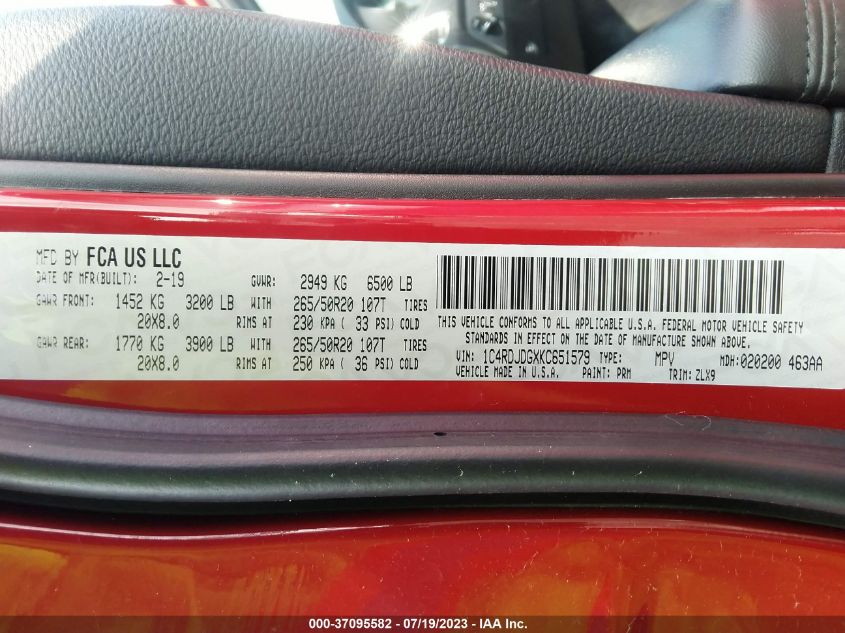 MFD BY FCA US LLC
DATE OF MFR(BUILT): 2-19 GVWR: 2949 KG 6500 LB
GAWR FRONT: 1452 KG 3200 LB WITH 265/50R20 107T TIRES
20X8.0 RIMS AT 230 KPA ( 33 PSI) COLD
GAWR REAR: 1770 KG 3900 LB WITH 265/50R20 107T TIRES
20X8.0 RIMS AT 250 KPA ( 36 PSI) COLD
THIS VEHICLE CONFORMS TO ALL APPLICABLE U.S.A. FEDERAL MOTOR VEHICLE SAFETY
STANDARDS IN EFFECT ON THE DATE OF MANUFACTURE SHOWN ABOVE.
VIN: 1C4RDJDGXKC651579 TYPE: MPV MDH: 020200 463AA
VEHICLE MADE IN U.S.A. PAINT: PRM TRIM: ZLX9
000-37095582 / 07/19/2023 - IAA Inc.